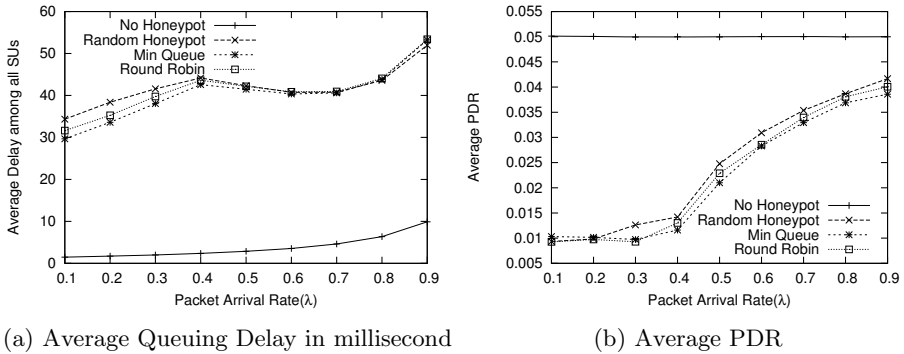 Average Delay among all SUs
60
50
40
30
20
10
0
No Honeypot
Random Honeypot
Min Queue
Round Robin
0.1 0.2 0.3 0.4 0.5 0.6 0.7 0.8 0.9
Packet Arrival Rate(λ)
(a) Average Queuing Delay in millisecond
Average PDR
0.055
0.05
0.045
0.04
0.035
0.03
0.025
0.02
0.015
0.01
0.005
No Honeypot
Random Honeypot
Min Queue
Round Robin
0.1 0.2 0.3 0.4 0.5 0.6 0.7 0.8 0.9
Packet Arrival Rate(λ)
(b) Average PDR